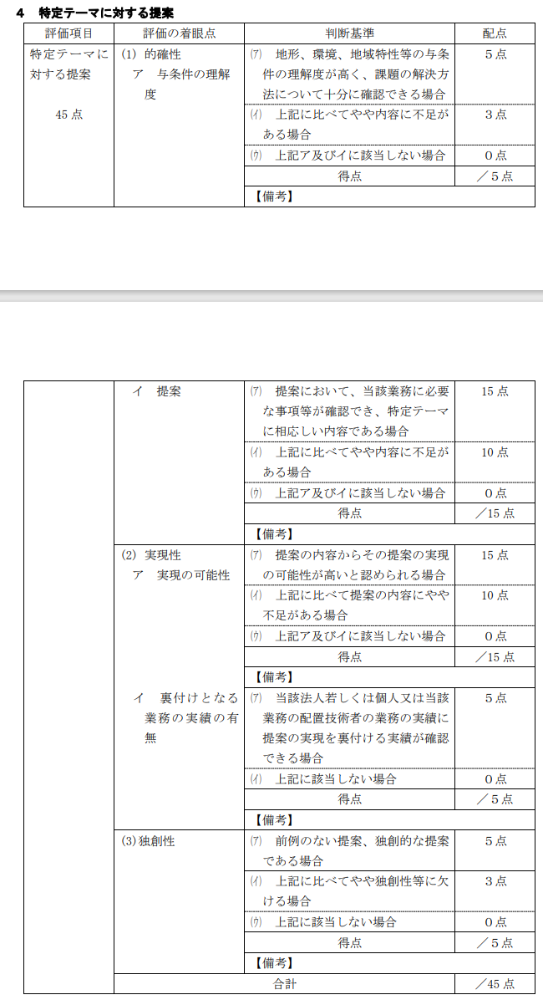 4　特定テーマに対する提案
評価項目　評価の着眼点　判断基準　配点
特定テーマに
対する提案
45 点
(1) 的確性
ア　与条件の理解
度
㋐　地形、環境、地域特性等の与条
件の理解度が高く、課題の解決方
法について十分に確認できる場合
５点
㋑　上記に比べてやや内容に不足が
ある場合
３点
㋒　上記ア及びイに該当しない場合
０点
得点
／５点
【備考】
イ　提案
㋐　提案において、当該業務に必要
な事項等が確認でき、特定テーマ
に相応しい内容である場合
15 点
㋑　上記に比べてやや内容に不足が
ある場合
10 点
㋒　上記ア及びイに該当しない場合
０点
得点
／15 点
【備考】
(2) 実現性
ア　実現の可能性
㋐　提案の内容からその提案の実現
の可能性が高いと認められる場合
15 点
㋑　上記に比べて提案の内容にやや
不足がある場合
10 点
㋒　上記ア及びイに該当しない場合
０点
得点
／15 点
【備考】
イ　裏付けとなる
業務の実績の有
無
㋐　当該法人若しくは個人又は当該
業務の配置技術者の業務の実績に
提案の実現を裏付ける実績が確認
できる場合
５点
㋑　上記に該当しない場合
０点
得点
／５点
【備考】
(3)独創性
㋐　前例のない提案、独創的な提案
である場合
５点
㋑　上記に比べてやや独創性等に欠
ける場合
３点
㋒　上記に該当しない場合
０点
得点
／５点
【備考】
合計
／45 点